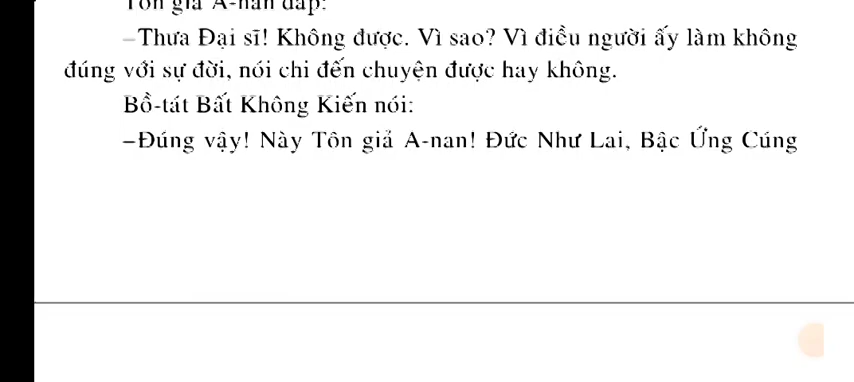 Tôn giả A-nan đáp:
–Thưa Đại sĩ! Không được. Vì sao? Vì điều người ấy làm không
đúng với sự đời, nói chi đến chuyện được hay không.
Bồ-tát Bất Không Kiến nói:
–Đúng vậy! Này Tôn giả A-nan! Đức Như Lai, Bậc Ứng Cúng